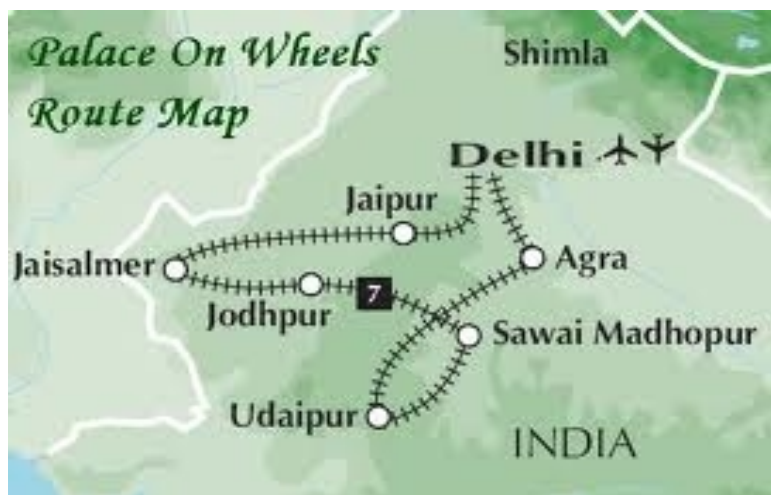 Palace On Wheels
Route Map
Shimla
Delhi
Jaipur
Jaisalmer
Agra
Jodhpur
7
Sawai Madhopur
Udaipur
INDIA